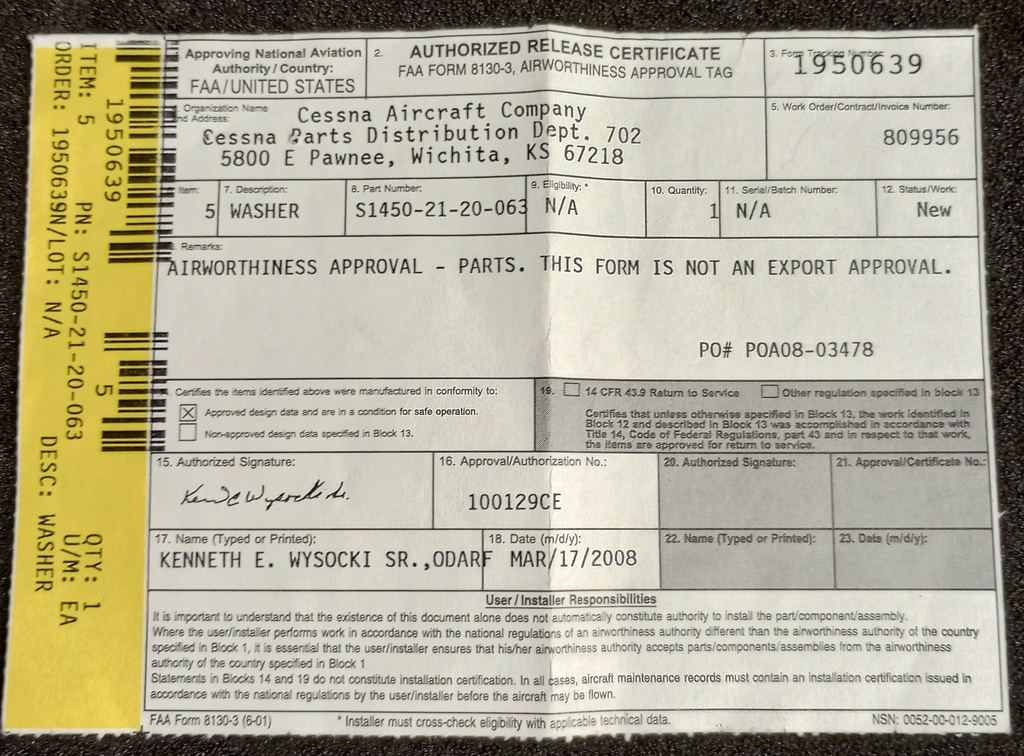 ITEM: 5 PN: S1450-21-20-063 QTY: 1
ORDER: 1950639N/LOT: N/A DESC: WASHER U/M: EA
1950639
5
Approving National Aviation
Authority / Country:
FAA/UNITED STATES
2.
AUTHORIZED RELEASE CERTIFICATE
FAA FORM 8130-3, AIRWORTHINESS APPROVAL TAG
3. Form Tracking Number
1950639
Organization Name
and Address:
Cessna Aircraft Company
Cessna Parts Distribution Dept. 702
5800 E Pawnee, Wichita, KS 67218
5. Work Order/Contract/Invoice Number:
809956
Item:
5
7. Description:
WASHER
8. Part Number:
S1450-21-20-063
9. Eligibility: *
N/A
10. Quantity:
1
11. Serial/Batch Number:
N/A
12. Status/Work:
New
Remarks:
AIRWORTHINESS APPROVAL - PARTS. THIS FORM IS NOT AN EXPORT APPROVAL.
PO# POA08-03478
Certifies the items identified above were manufactured in conformity to:
Approved design data and are in a condition for safe operation.
Non-approved design data specified in Block 13.
19. 14 CFR 43.9 Return to Service Other regulation specified in block 13
Certifies that unless otherwise specified in Block 13, the work identified in
Block 12 and described in Block 13 was accomplished in accordance with
Title 14, Code of Federal Regulations, part 43 and in respect to that work,
the items are approved for return to service.
15. Authorized Signature:
16. Approval/Authorization No.:
100129CE
20. Authorized Signature:
21. Approval/Certificate No.:
17. Name (Typed or Printed):
KENNETH E. WYSOCKI SR.,ODARF
18. Date (m/d/y):
MAR/17/2008
22. Name (Typed or Printed):
23. Date (m/d/y):
User / Installer Responsibilities
It is important to understand that the existence of this document alone does not automatically constitute authority to install the part/component/assembly.
Where the user/installer performs work in accordance with the national regulations of an airworthiness authority different than the airworthiness authority of the country
specified in Block 1, it is essential that the user/installer ensures that his/her airworthiness authority accepts parts/components/assemblies from the airworthiness
authority of the country specified in Block 1
Statements in Blocks 14 and 19 do not constitute installation certification. In all cases, aircraft maintenance records must contain an installation certification issued in
accordance with the national regulations by the user/installer before the aircraft may be flown.
FAA Form 8130-3 (6-01)
* Installer must cross-check eligibility with applicable technical data.
NSN: 0052-00-012-9005